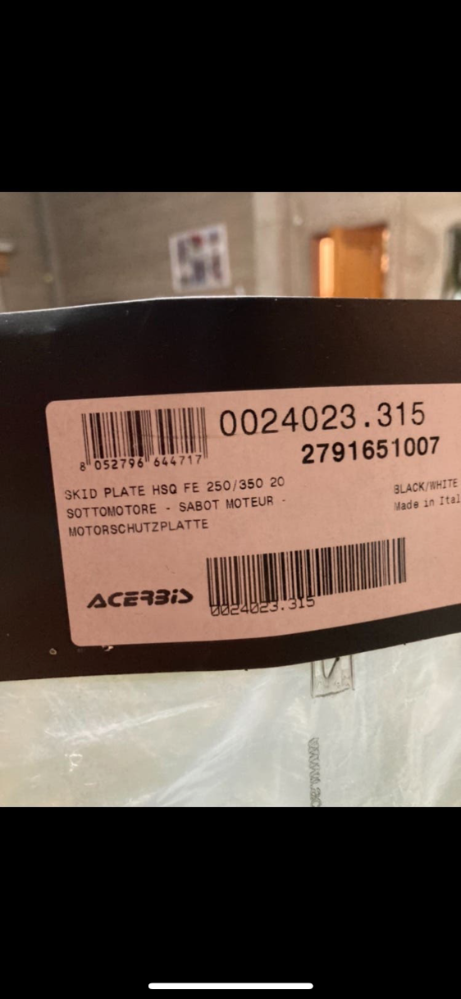 8 052796 644717
0024023.315
2791651007
SKID PLATE HSQ FE 250/350 20
SOTTOMOTORE - SABOT MOTEUR -
MOTORSCHUTZPLATTE
BLACK/WHITE
Made in Ital
ACERBIS
0024023.315